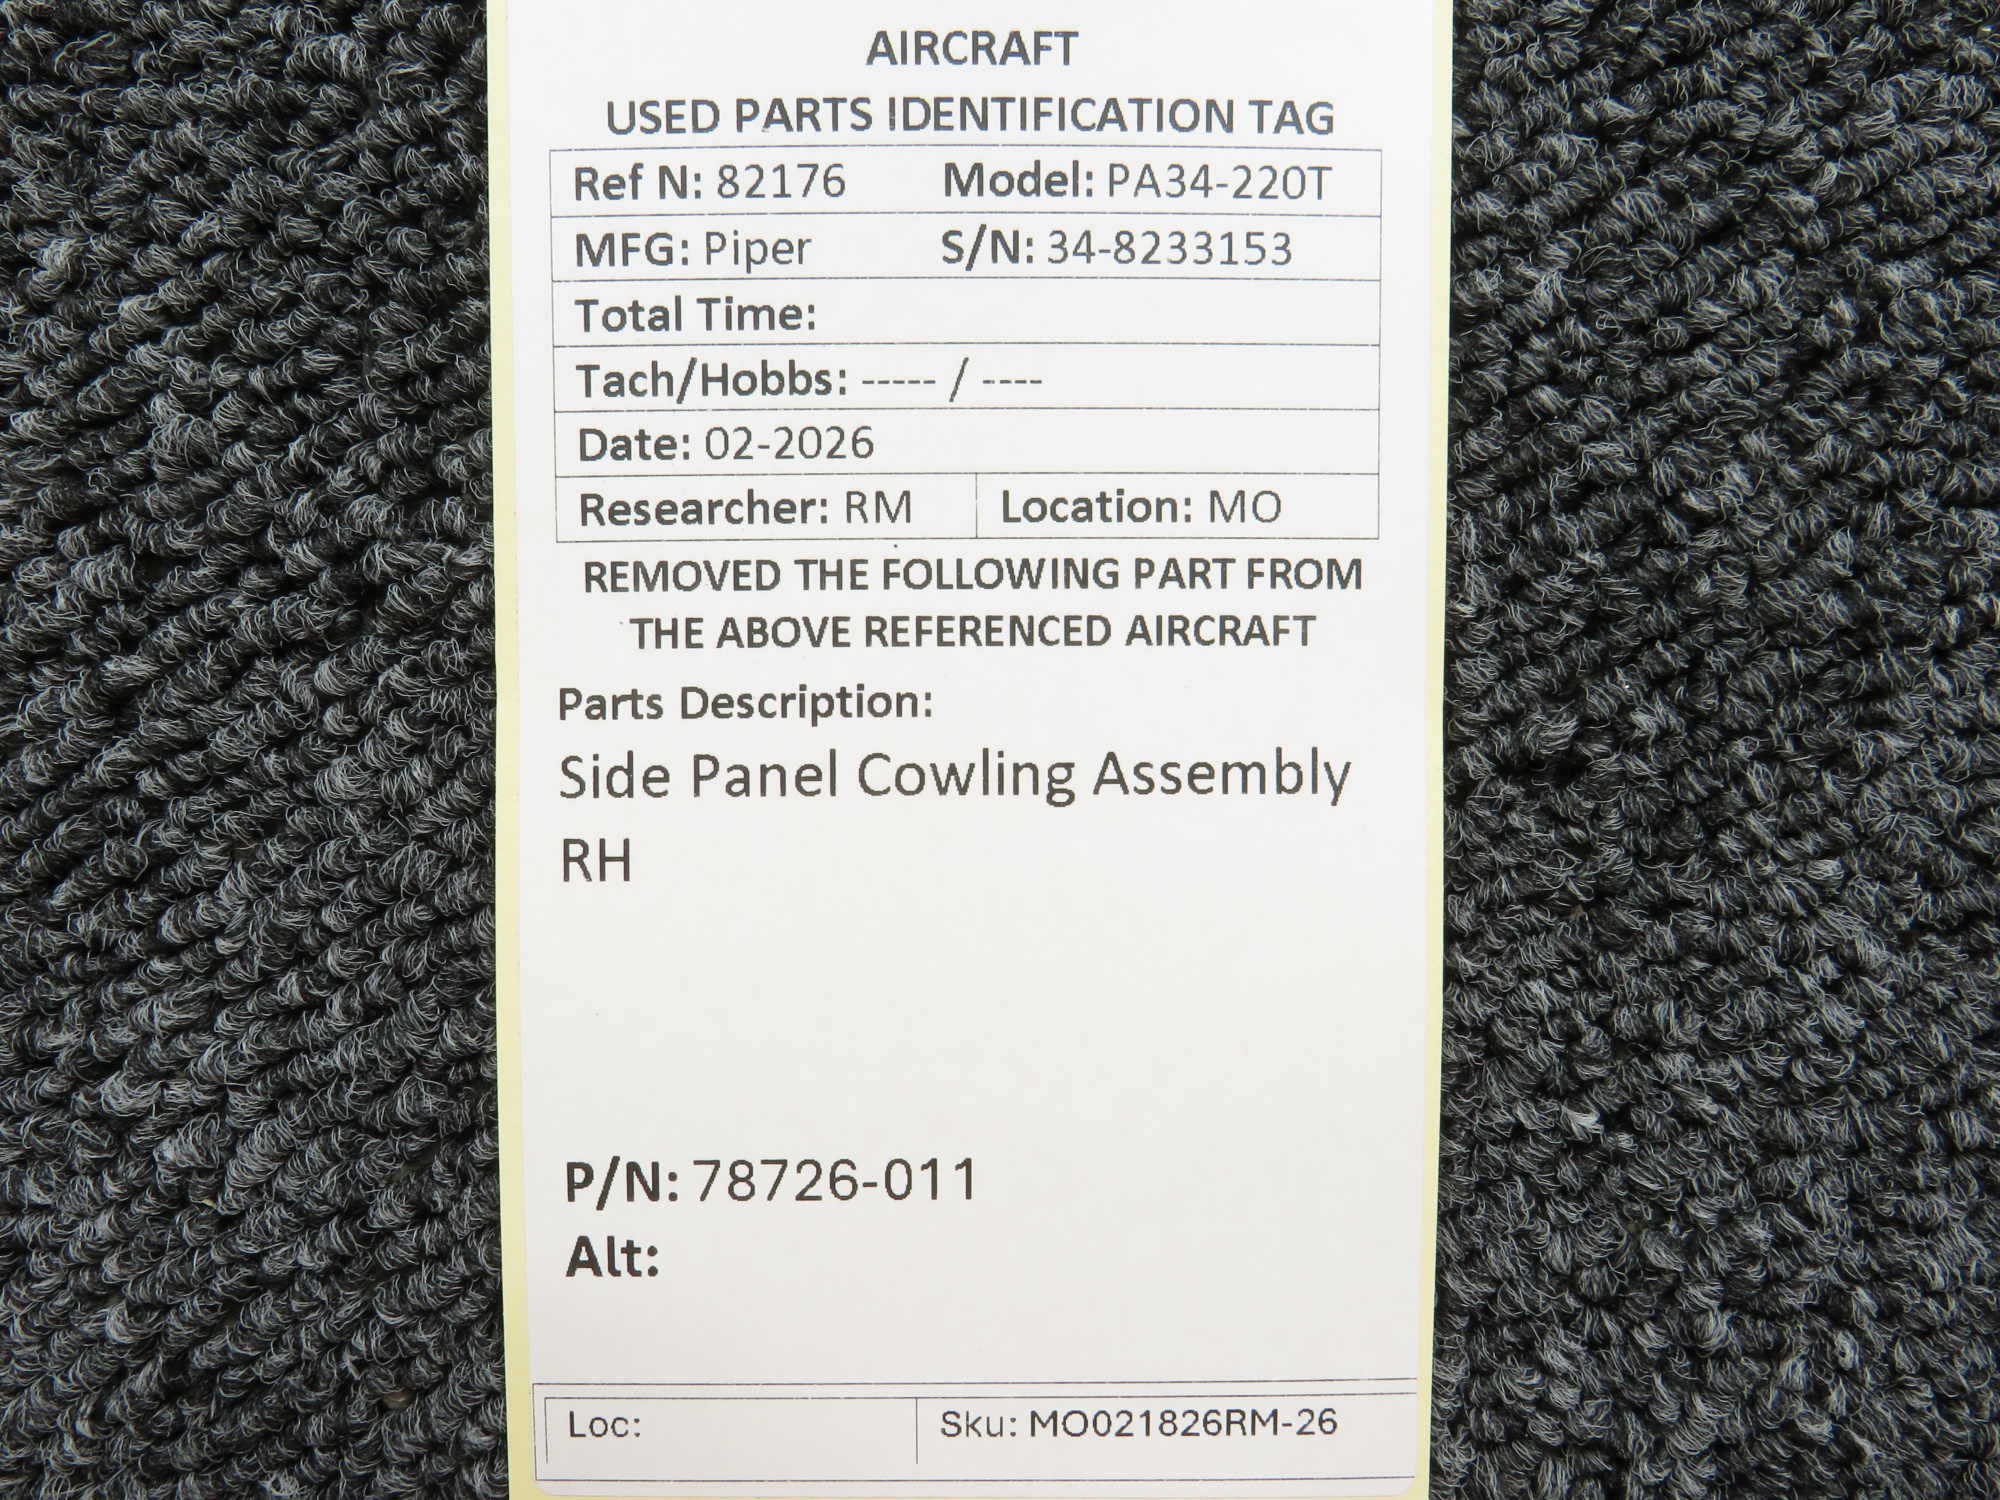 AIRCRAFT
USED PARTS IDENTIFICATION TAG
Ref N: 82176 Model: PA34-220T
MFG: Piper S/N: 34-8233153
Total Time:
Tach/Hobbs: ----- / ----
Date: 02-2026
Researcher: RM Location: MO
REMOVED THE FOLLOWING PART FROM
THE ABOVE REFERENCED AIRCRAFT
Parts Description:
Side Panel Cowling Assembly
RH
P/N: 78726-011
Alt:
Loc: Sku: MO021826RM-26